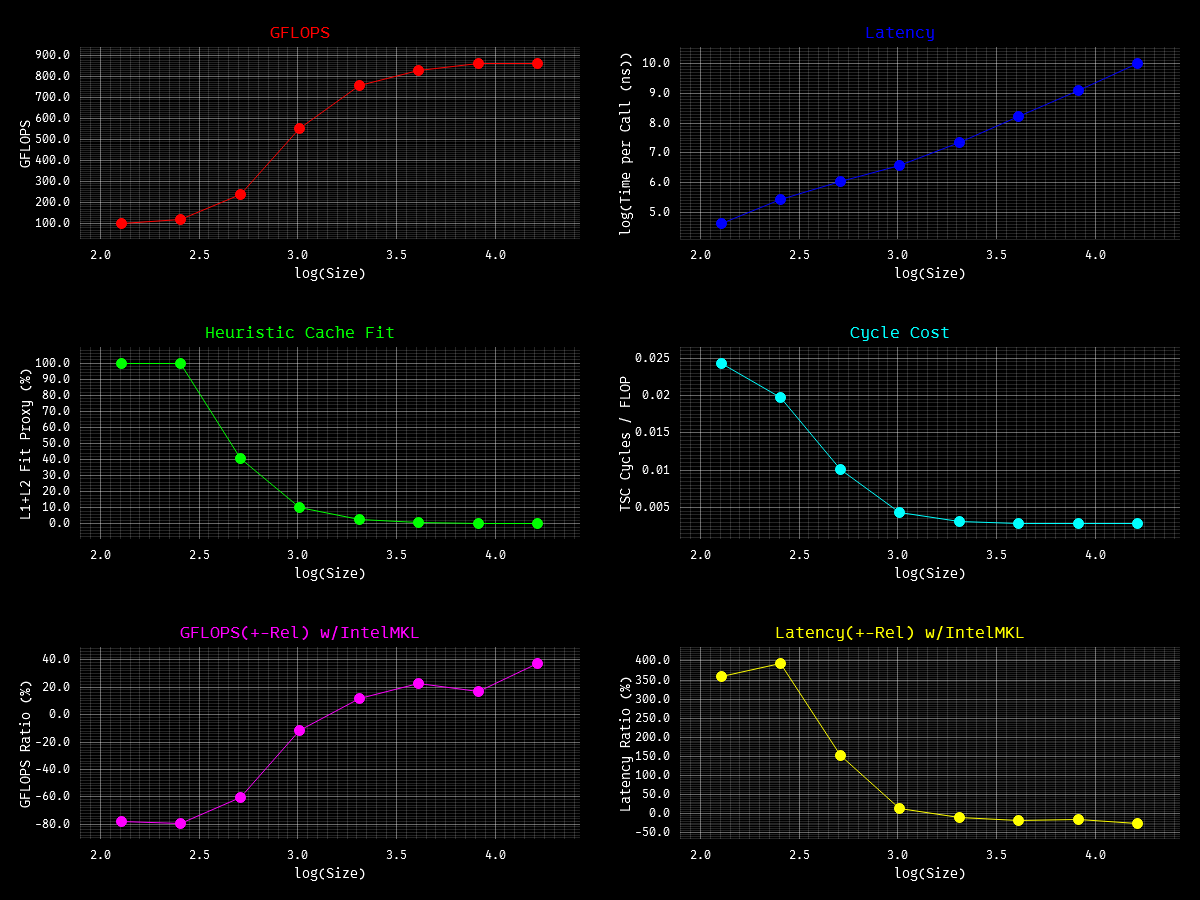 GFLOPS
GFLOPS
900.0
800.0
700.0
600.0
500.0
400.0
300.0
200.0
100.0
2.0 2.5 3.0 3.5 4.0
log(Size)
Latency
log(Time per Call (ns))
10.0
9.0
8.0
7.0
6.0
5.0
2.0 2.5 3.0 3.5 4.0
log(Size)
Heuristic Cache Fit
L1+L2 Fit Proxy (%)
100.0
90.0
80.0
70.0
60.0
50.0
40.0
30.0
20.0
10.0
0.0
2.0 2.5 3.0 3.5 4.0
log(Size)
Cycle Cost
TSC Cycles / FLOP
0.025
0.02
0.015
0.01
0.005
2.0 2.5 3.0 3.5 4.0
log(Size)
GFLOPS(+-Rel) w/IntelMKL
GFLOPS Ratio (%)
40.0
20.0
0.0
-20.0
-40.0
-60.0
-80.0
2.0 2.5 3.0 3.5 4.0
log(Size)
Latency(+-Rel) w/IntelMKL
Latency Ratio (%)
400.0
350.0
300.0
250.0
200.0
150.0
100.0
50.0
0.0
-50.0
2.0 2.5 3.0 3.5 4.0
log(Size)